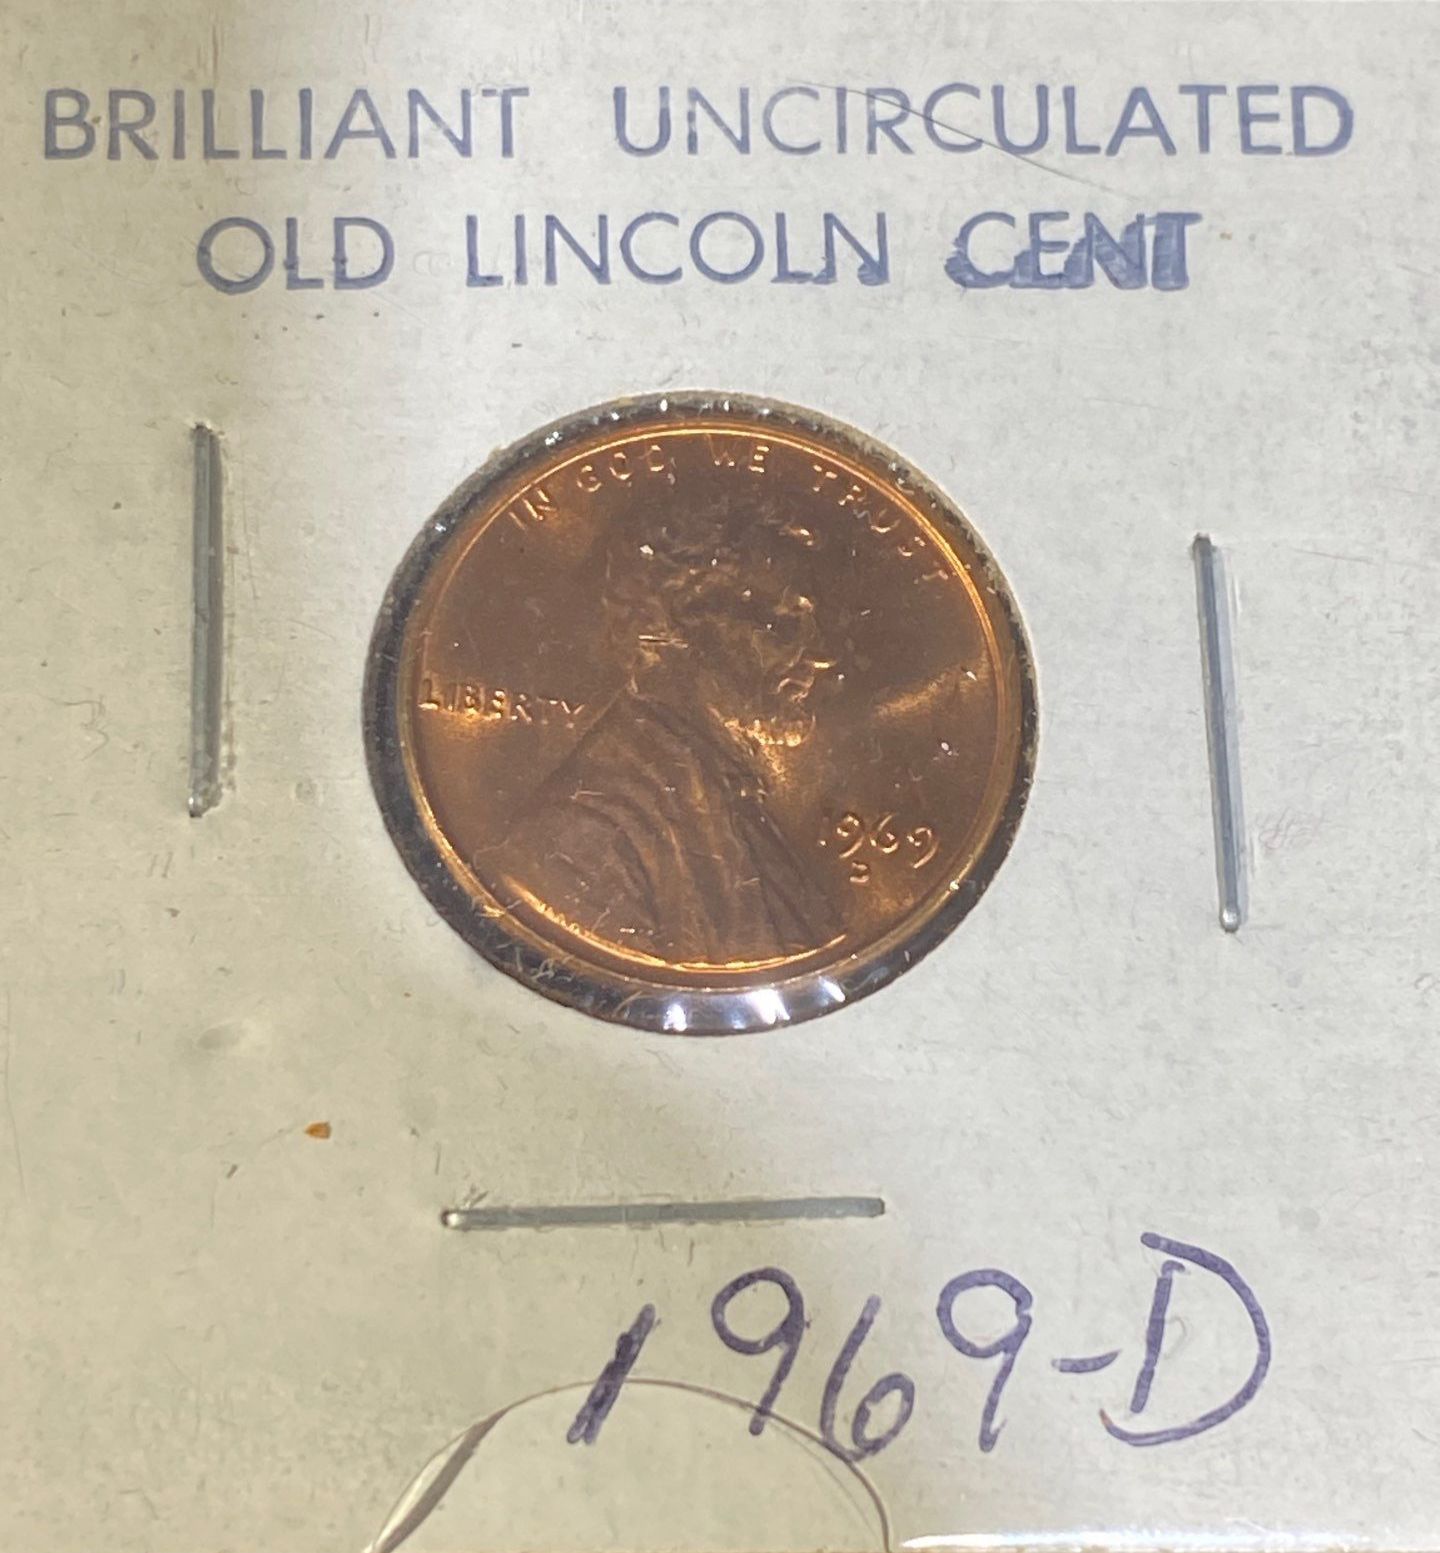 BRILLIANT UNCIRCULATED
OLD LINCOLN CENT
IN GOD WE TRUST
LIBERTY
1969
D
1969-D